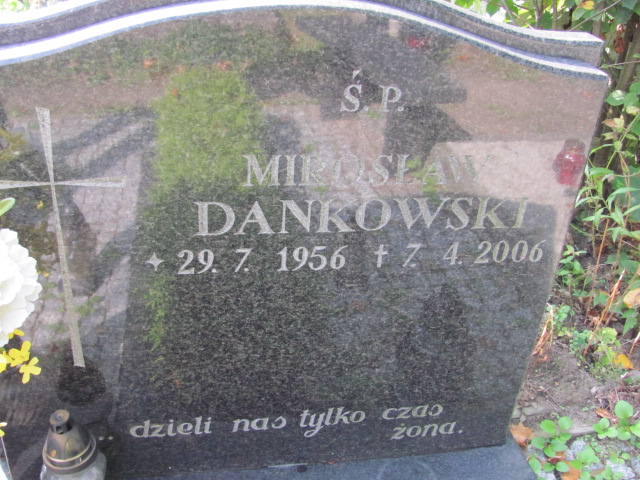 Ś. P.
MIROSŁAW
DANKOWSKI
29. 7. 1956 † 7. 4. 2006
... dzieli nas tylko czas
żona.